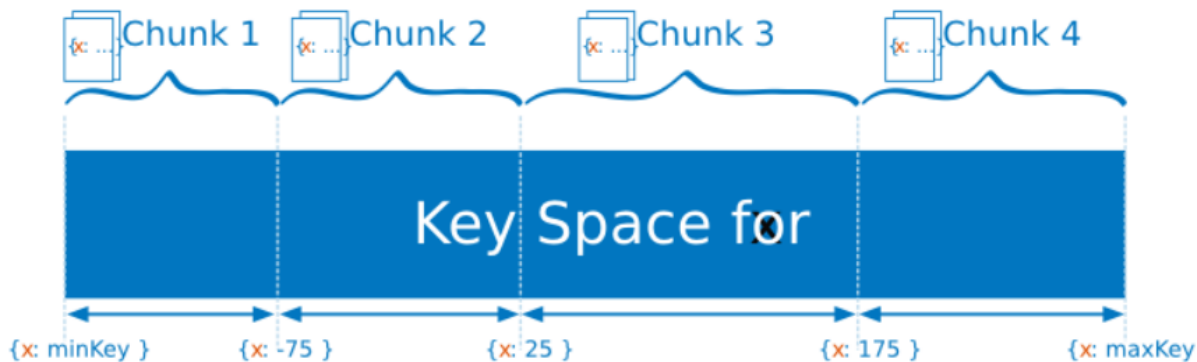 {x: ...} Chunk 1 {x: ...} Chunk 2 {x: ...} Chunk 3 {x: ...} Chunk 4
Key Space for x
{x: minKey } {x: -75 } {x: 25 } {x: 175 } {x: maxKey